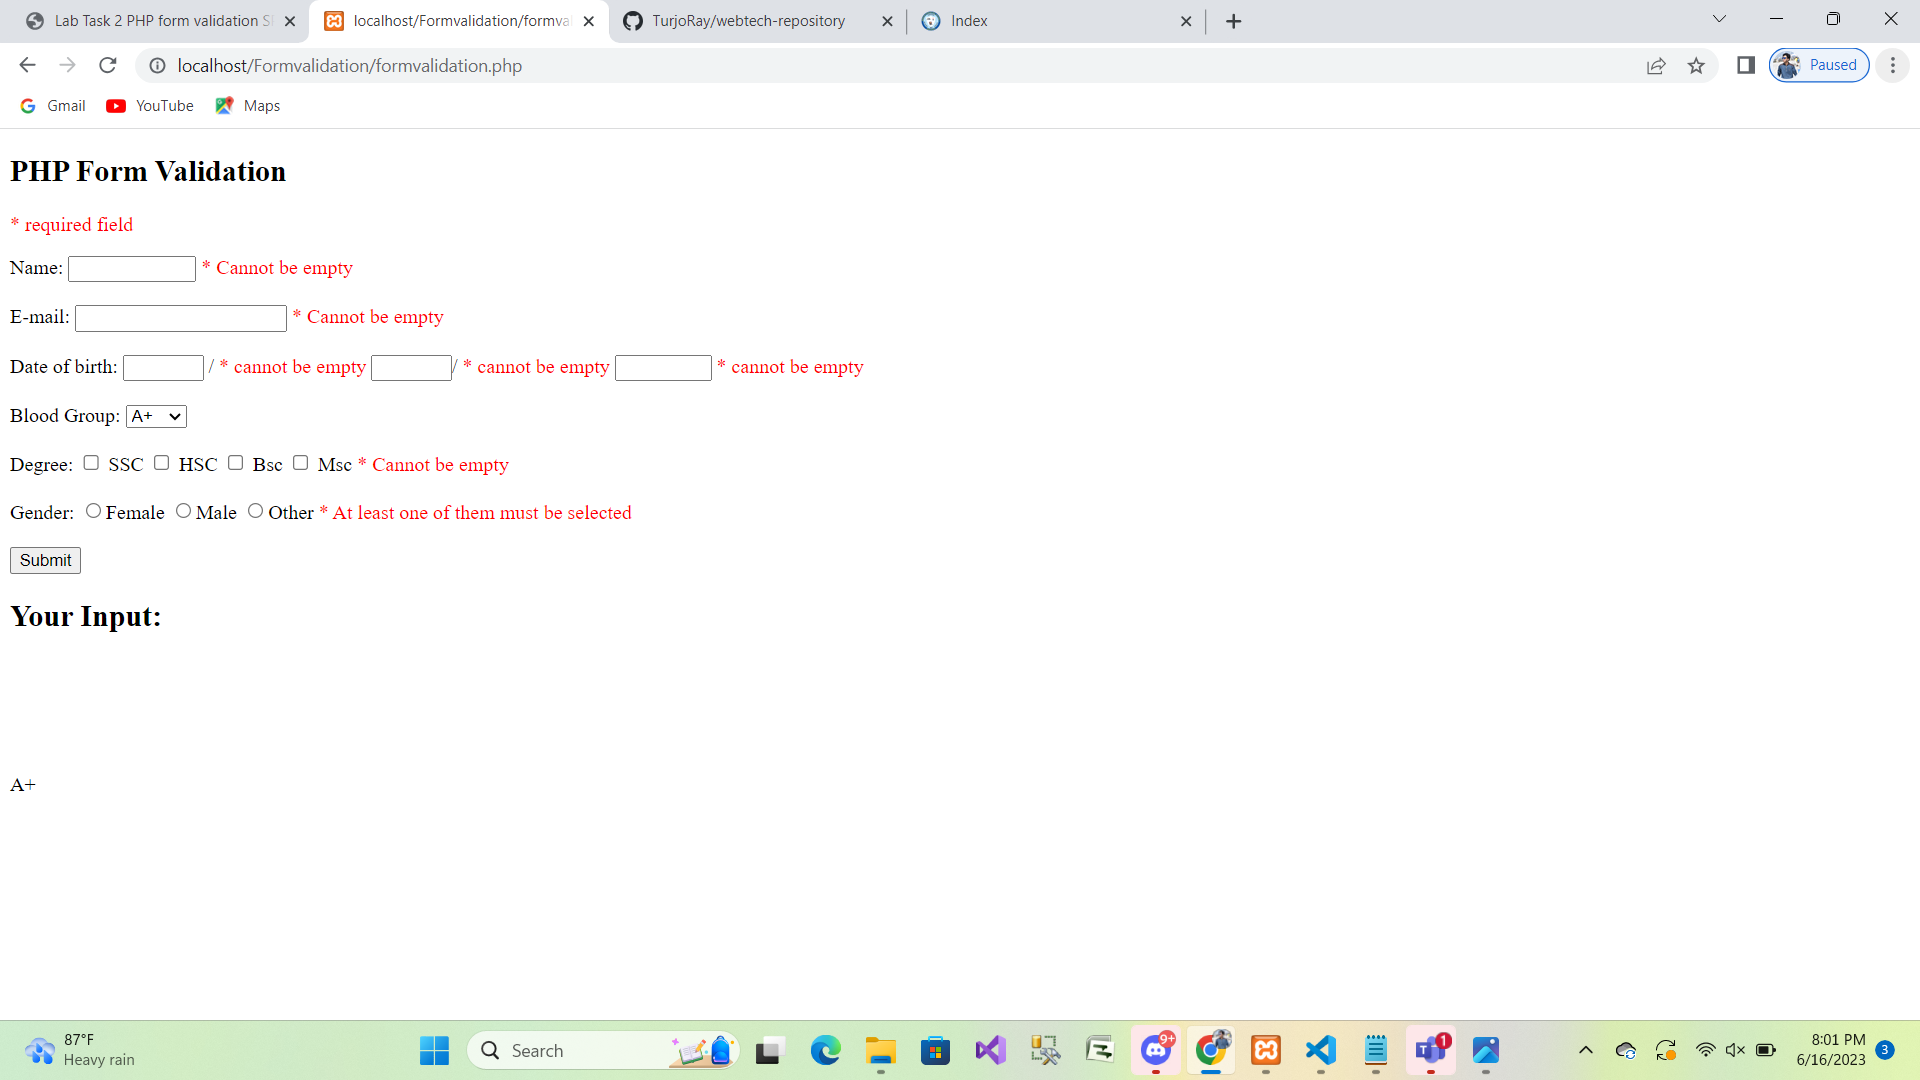 Lab Task 2 PHP form validation
localhost/Formvalidation/formval
TurjoRay/webtech-repository
Index
localhost/Formvalidation/formvalidation.php
Paused
Gmail
YouTube
Maps
PHP Form Validation
* required field
Name: * Cannot be empty
E-mail: * Cannot be empty
Date of birth: / * cannot be empty / * cannot be empty * cannot be empty
Blood Group: A+
Degree: SSC HSC Bsc Msc * Cannot be empty
Gender: Female Male Other * At least one of them must be selected
Submit
Your Input:
A+
87°F
Heavy rain
Search
9+
1
8:01 PM
6/16/2023
3